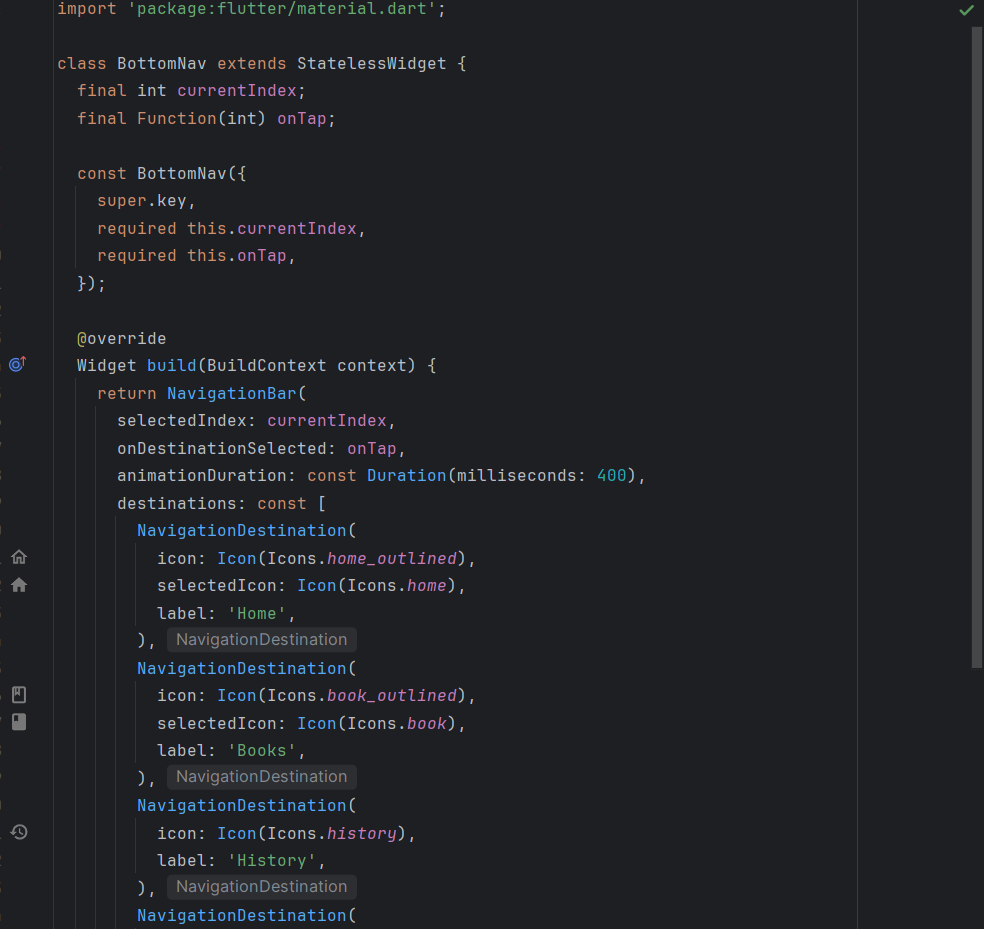 import 'package:flutter/material.dart';
class BottomNav extends StatelessWidget {
final int currentIndex;
final Function(int) onTap;
const BottomNav({
super.key,
required this.currentIndex,
required this.onTap,
});
@override
Widget build(BuildContext context) {
return NavigationBar(
selectedIndex: currentIndex,
onDestinationSelected: onTap,
animationDuration: const Duration(milliseconds: 400),
destinations: const [
NavigationDestination(
icon: Icon(Icons.home_outlined),
selectedIcon: Icon(Icons.home),
label: 'Home',
), NavigationDestination
NavigationDestination(
icon: Icon(Icons.book_outlined),
selectedIcon: Icon(Icons.book),
label: 'Books',
), NavigationDestination
NavigationDestination(
icon: Icon(Icons.history),
label: 'History',
), NavigationDestination
NavigationDestination(